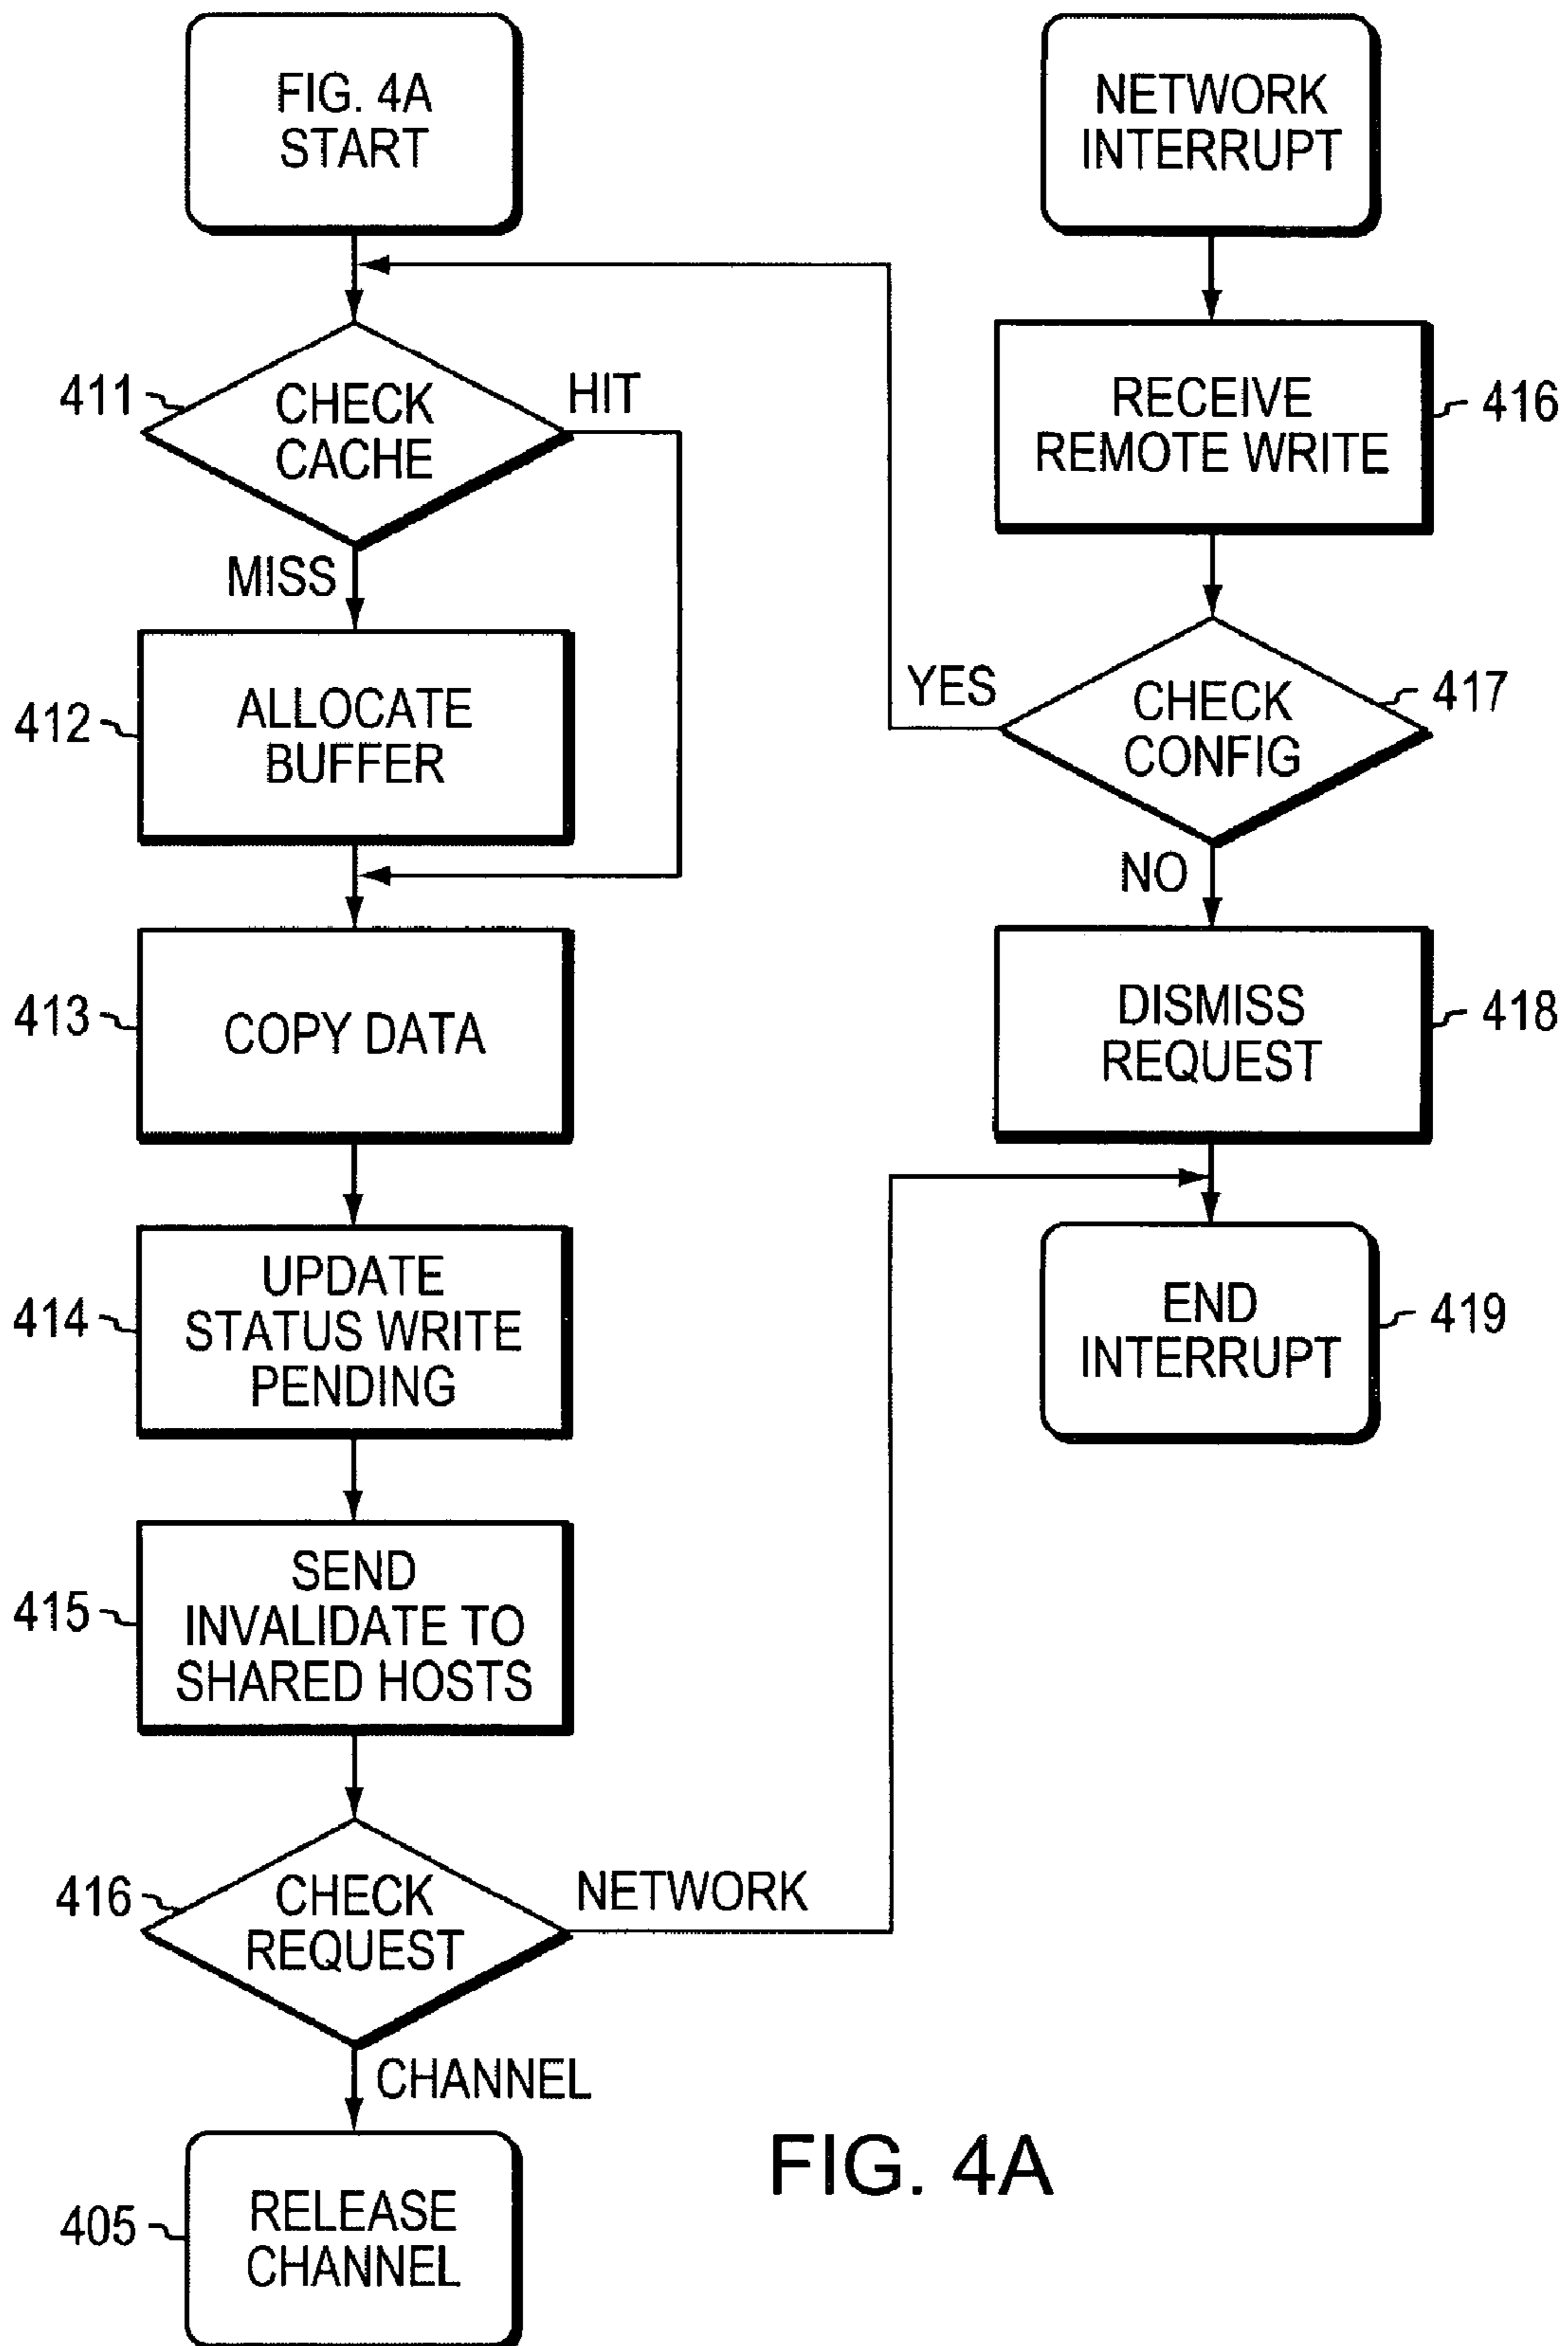 FIG. 4A
START
411
CHECK
CACHE
HIT
MISS
412
ALLOCATE
BUFFER
413
COPY DATA
414
UPDATE
STATUS WRITE
PENDING
415
SEND
INVALIDATE TO
SHARED HOSTS
416
CHECK
REQUEST
NETWORK
CHANNEL
405
RELEASE
CHANNEL
NETWORK
INTERRUPT
RECEIVE
REMOTE WRITE
416
YES
CHECK
CONFIG
417
NO
DISMISS
REQUEST
418
END
INTERRUPT
419
FIG. 4A